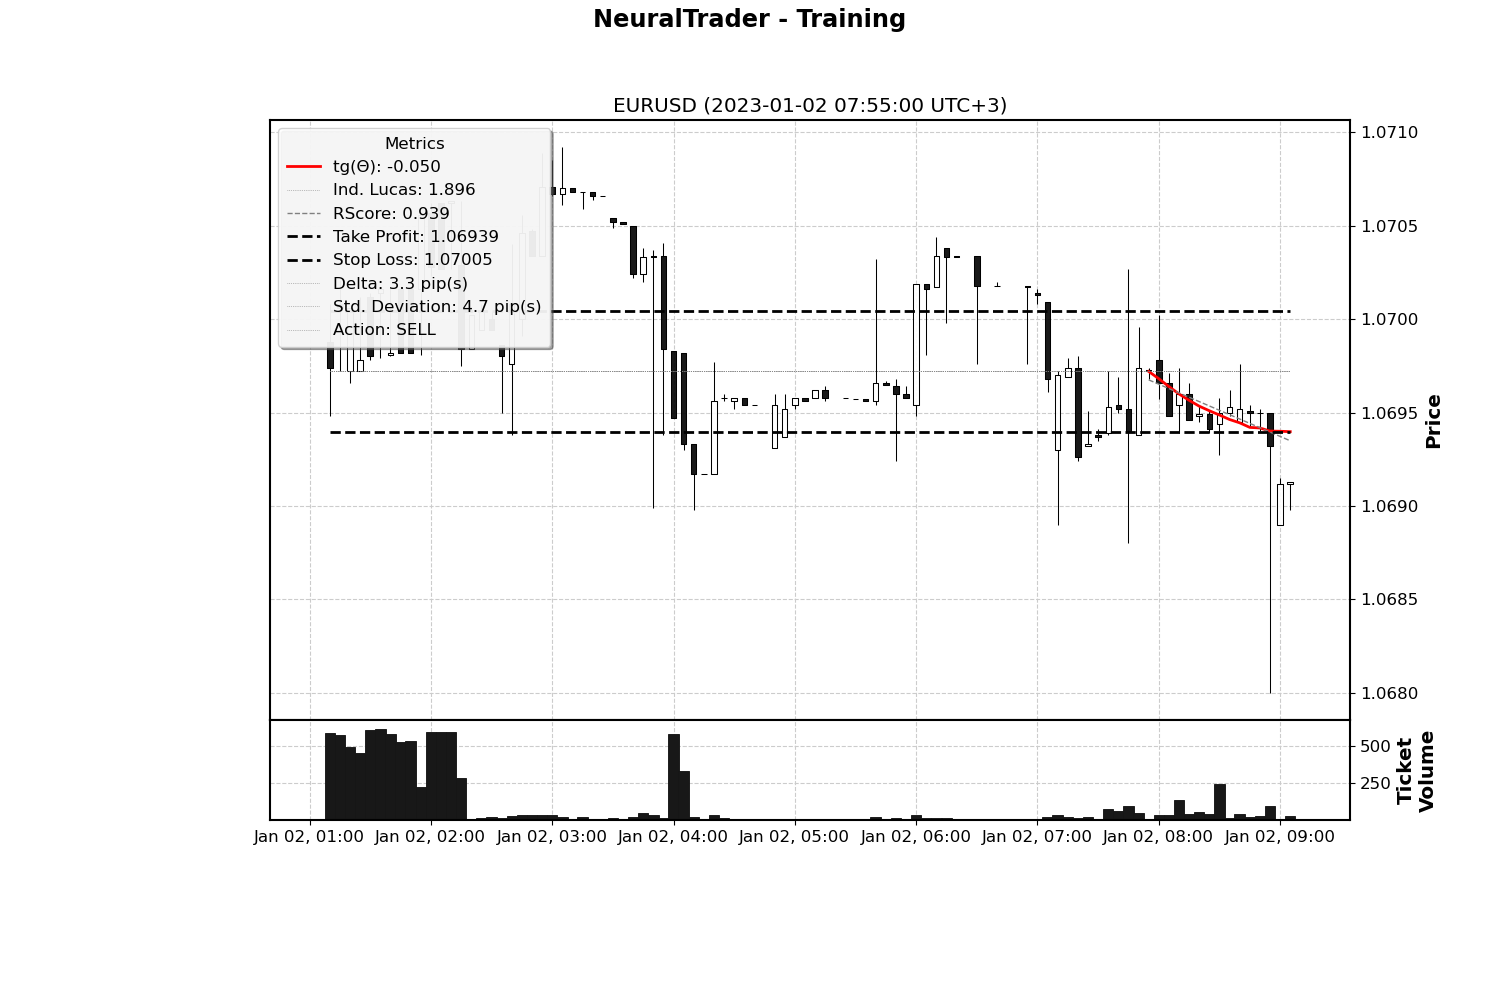 NeuralTrader - Training
EURUSD (2023-01-02 07:55:00 UTC+3)
Metrics
tg(Θ): -0.050
Ind. Lucas: 1.896
RScore: 0.939
Take Profit: 1.06939
Stop Loss: 1.07005
Delta: 3.3 pip(s)
Std. Deviation: 4.7 pip(s)
Action: SELL
1.0710
1.0705
1.0700
1.0695
1.0690
1.0685
1.0680
Price
500
250
Ticket
Volume
Jan 02, 01:00 Jan 02, 02:00 Jan 02, 03:00 Jan 02, 04:00 Jan 02, 05:00 Jan 02, 06:00 Jan 02, 07:00 Jan 02, 08:00 Jan 02, 09:00